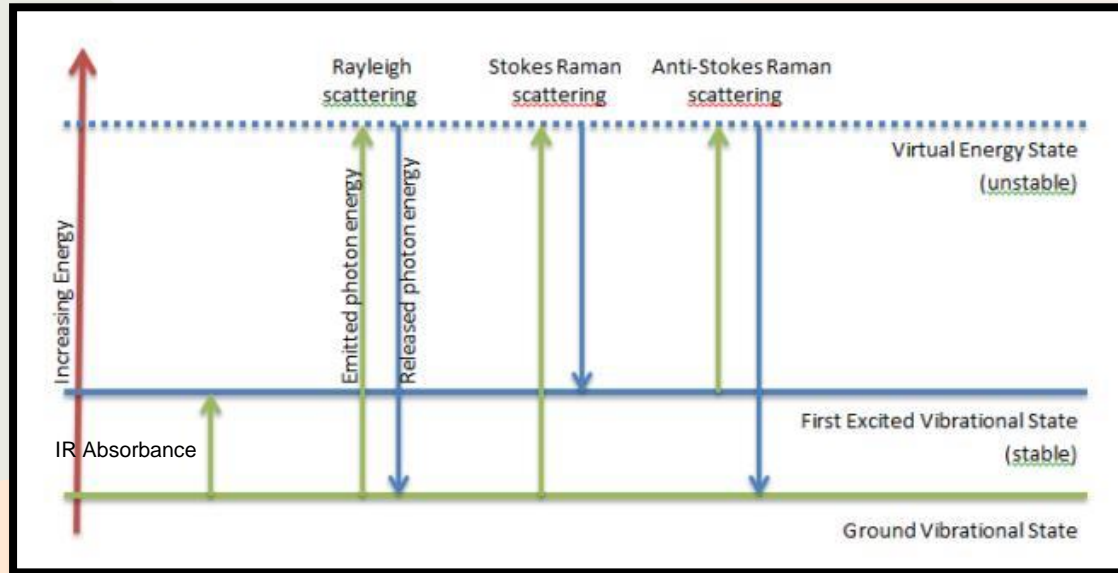 Rayleigh
scattering
Stokes Raman
scattering
Anti-Stokes Raman
scattering
Virtual Energy State
(unstable)
Increasing Energy
Emitted photon energy
Released photon energy
IR Absorbance
First Excited Vibrational State
(stable)
Ground Vibrational State